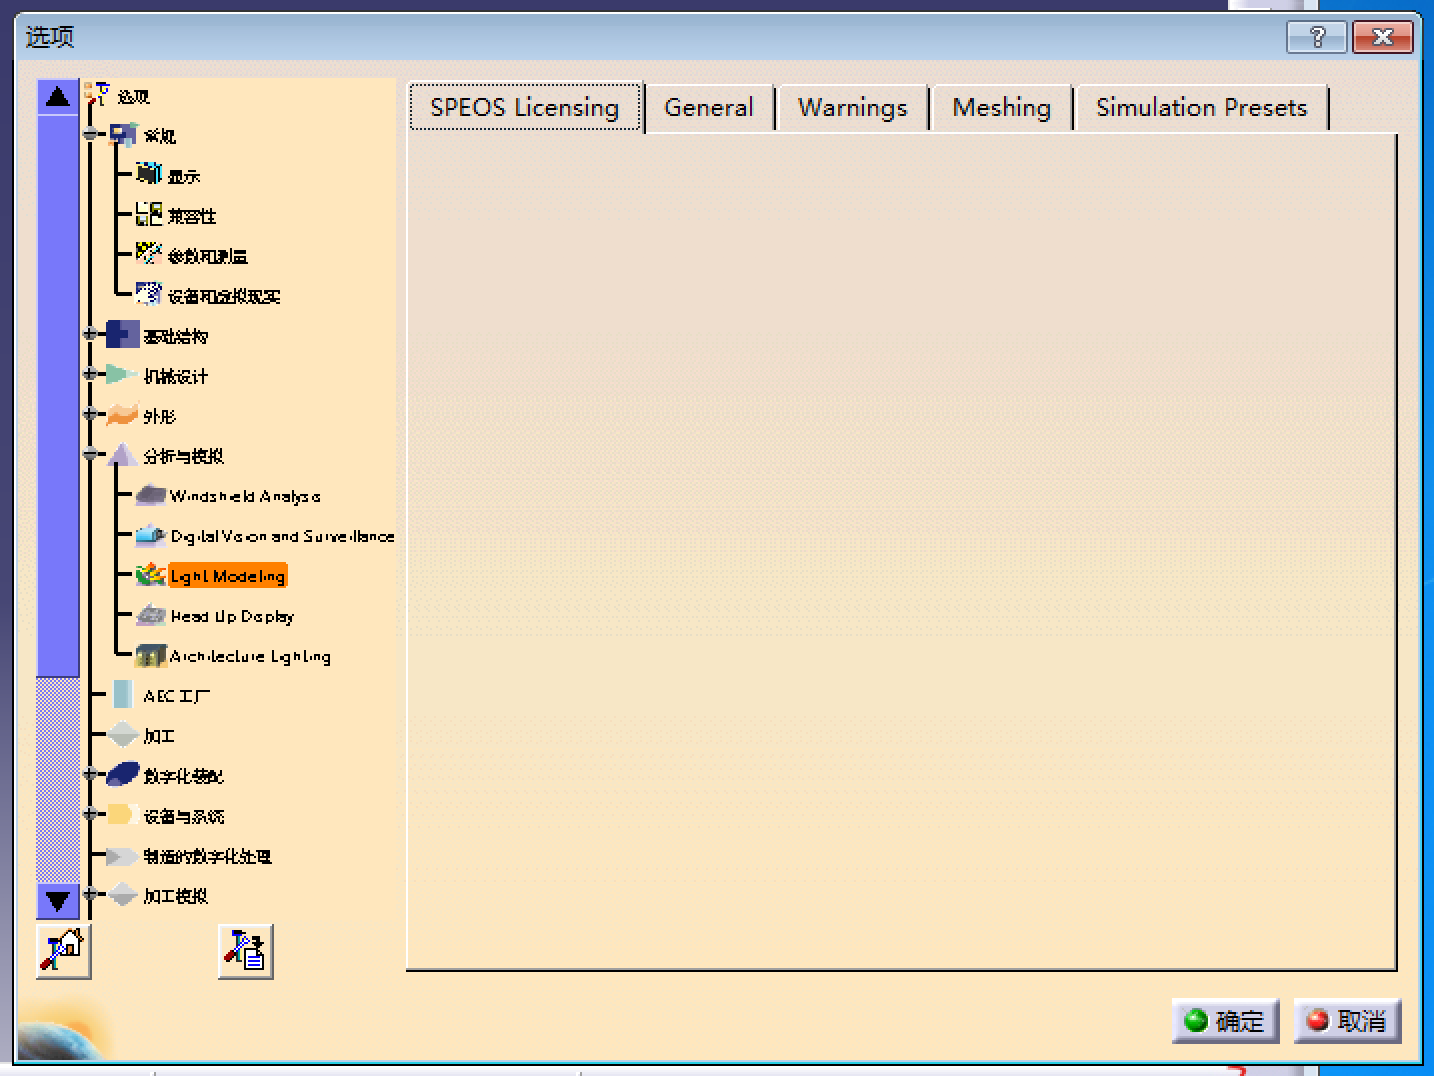 选项
选项
常规
显示
兼容性
参数和测量
设备和虚拟现实
基础结构
机械设计
外形
分析与模拟
Windshield Analysis
Digital Vision and Surveillance
Light Modeling
Head Up Display
Architecture Lighting
AEC 工厂
加工
数字化装配
设备与系统
制造的数字化处理
加工模拟
SPEOS Licensing
General
Warnings
Meshing
Simulation Presets
确定
取消